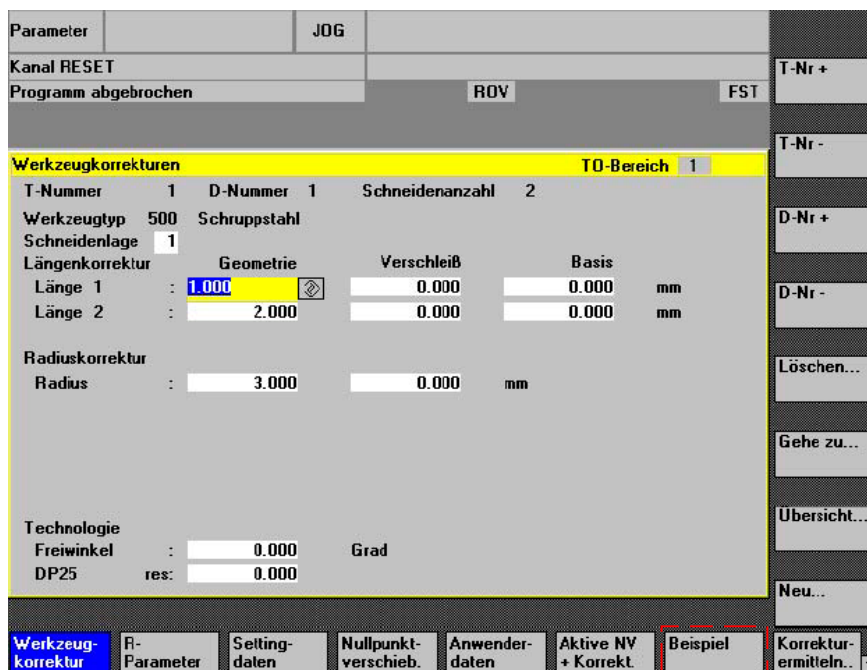 Parameter JOG
Kanal RESET
Programm abgebrochen ROV FST
Werkzeugkorrekturen TO-Bereich 1
T-Nummer 1 D-Nummer 1 Schneidenanzahl 2
Werkzeugtyp 500 Schruppstahl
Schneidenlage 1
Längenkorrektur Geometrie Verschleiß Basis
Länge 1 : 1.000 0.000 0.000 mm
Länge 2 : 2.000 0.000 0.000 mm
Radiuskorrektur
Radius : 3.000 0.000 mm
Technologie
Freiwinkel : 0.000 Grad
DP25 res: 0.000
T-Nr +
T-Nr -
D-Nr +
D-Nr -
Löschen...
Gehe zu...
Übersicht...
Neu...
Werkzeug-
korrektur
R-
Parameter
Setting-
daten
Nullpunkt-
verschieb.
Anwender-
daten
Aktive NV
+ Korrekt.
Beispiel
Korrektur-
ermitteln..